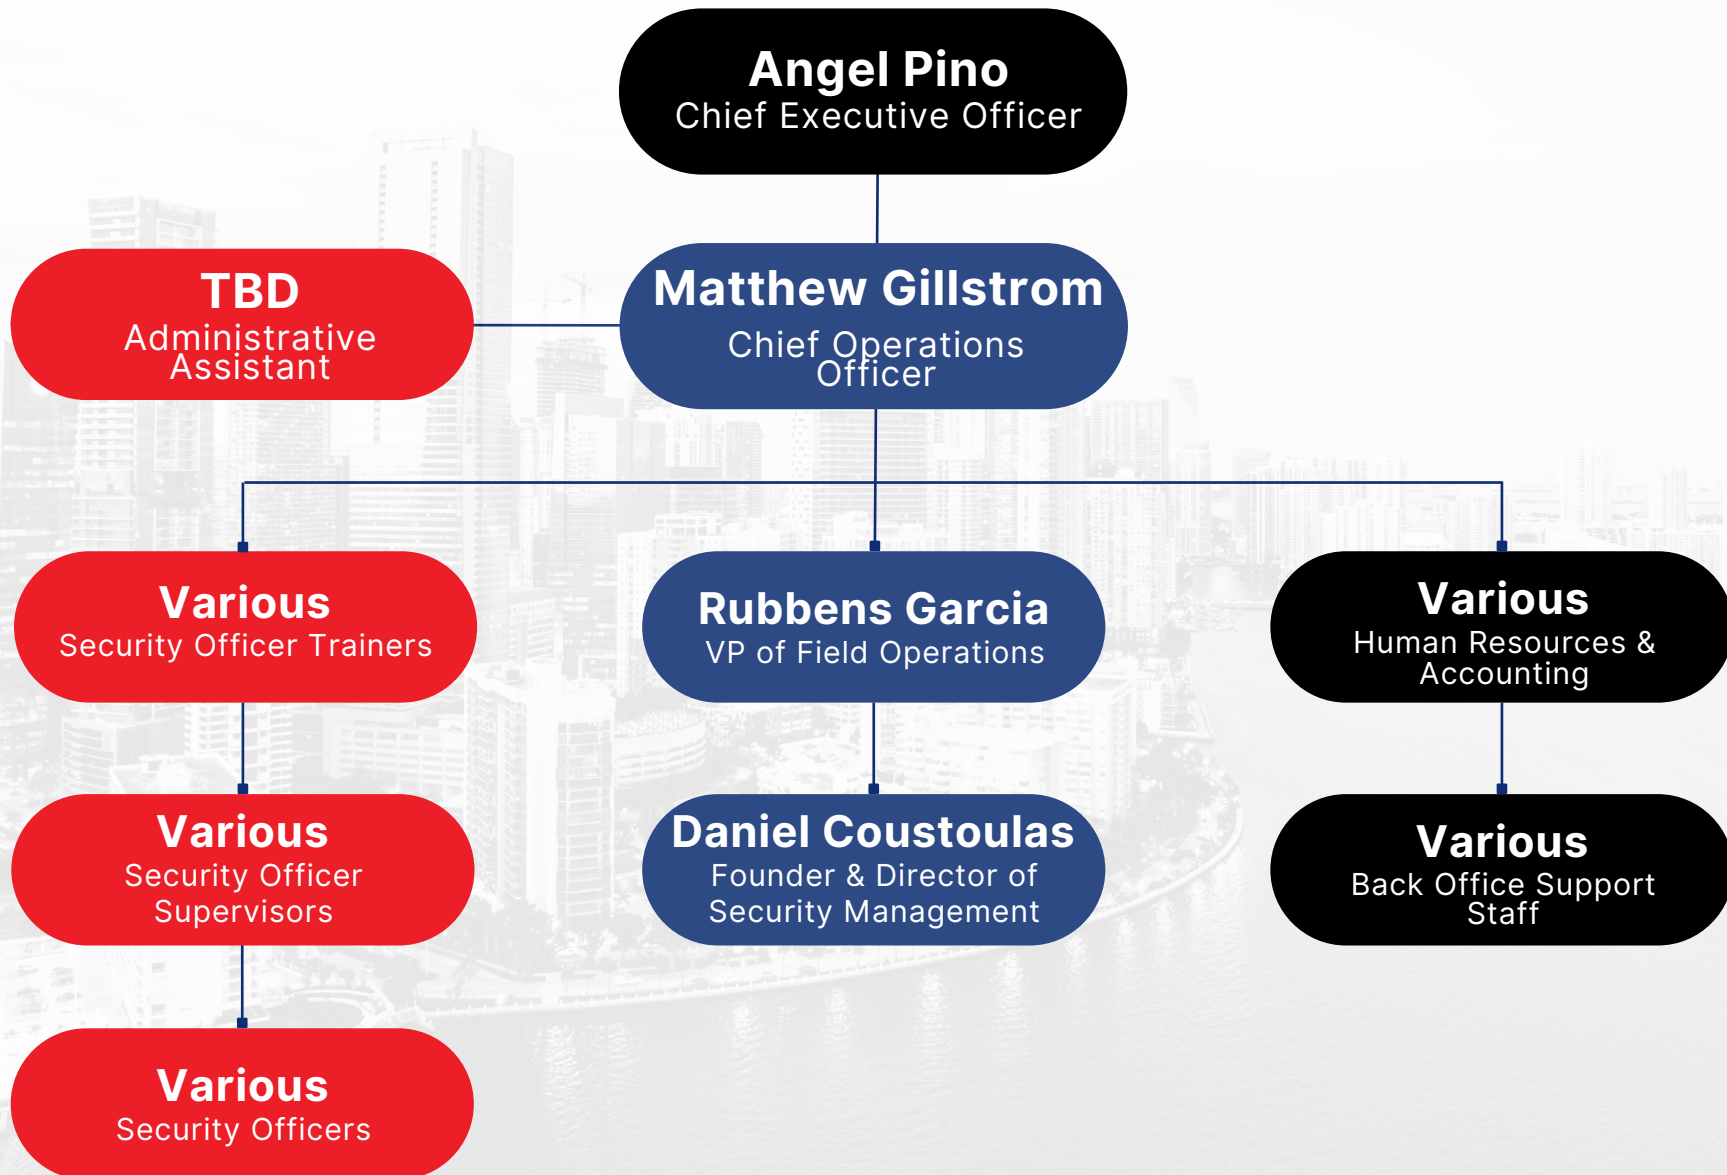 Angel Pino
Chief Executive Officer
TBD
Administrative
Assistant
Matthew Gillstrom
Chief Operations
Officer
Various
Security Officer Trainers
Rubbens Garcia
VP of Field Operations
Various
Human Resources &
Accounting
Various
Security Officer
Supervisors
Daniel Coustoulas
Founder & Director of
Security Management
Various
Back Office Support
Staff
Various
Security Officers